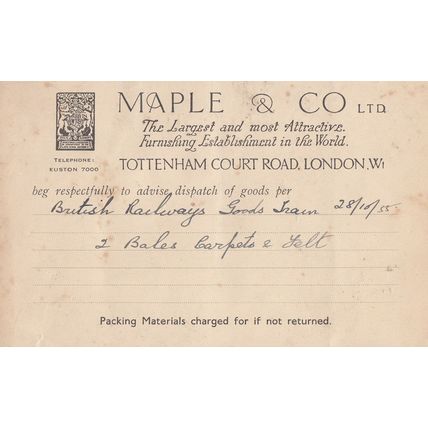 MAPLE & CO LTD
The Largest and most Attractive
Furnishing Establishment in the World.
TELEPHONE:
EUSTON 7000
TOTTENHAM COURT ROAD, LONDON, W1
beg respectfully to advise dispatch of goods per
British Railways Goods Train 28/10/55
2 Bales Carpets & Felt
Packing Materials charged for if not returned.